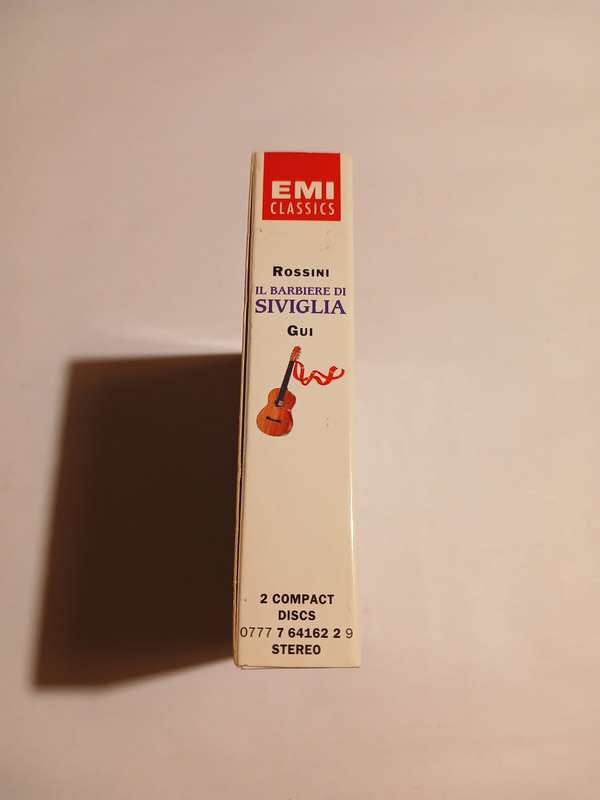 EMI
CLASSICS
ROSSINI
IL BARBIERE DI
SIVIGLIA
GUI
2 COMPACT
DISCS
0777 7 64162 2 9
STEREO